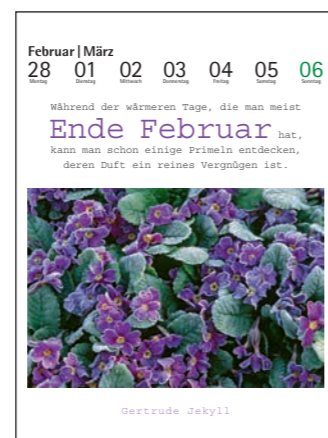 Februar | März
28 01 02 03 04 05 06
Montag Dienstag Mittwoch Donnerstag Freitag Samstag Sonntag
Während der wärmeren Tage, die man meist
Ende Februar hat,
kann man schon einige Primeln entdecken,
deren Duft ein reines Vergnügen ist.
Gertrude Jekyll